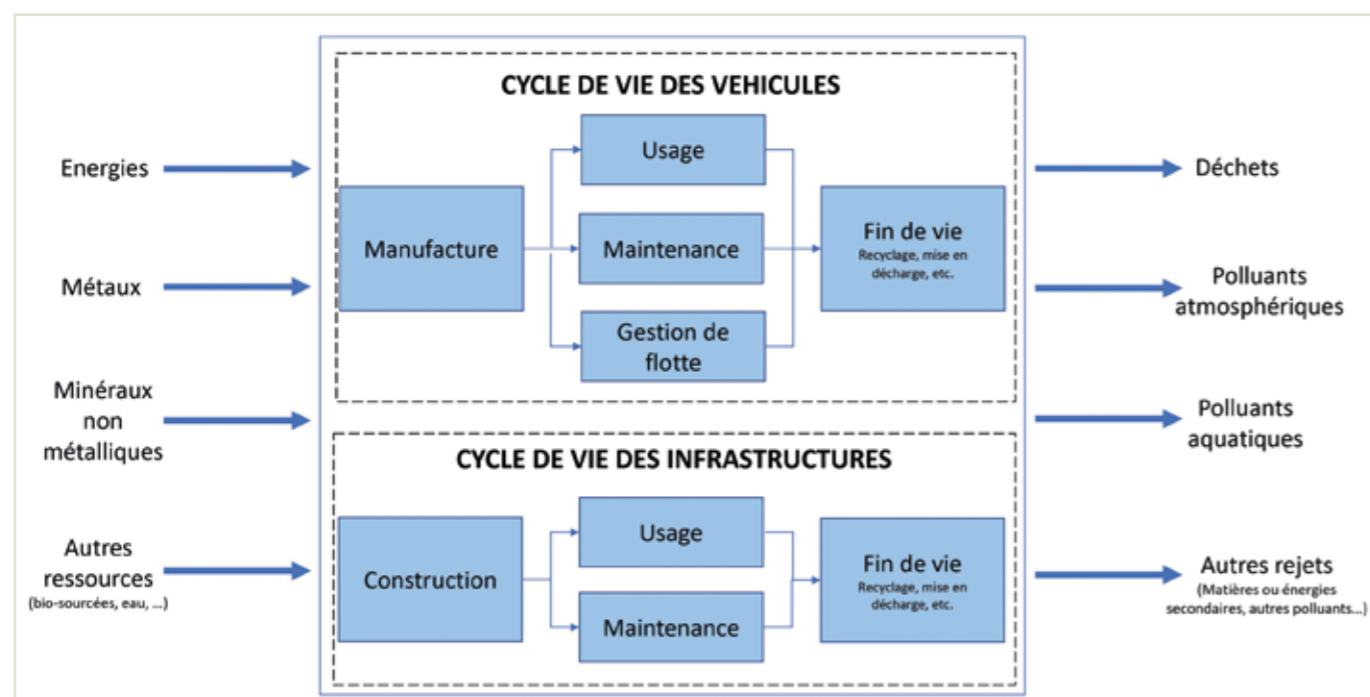 CYCLE DE VIE DES VEHICULES
Energies
Métaux
Minéraux
non
métalliques
Autres
ressources
(bio-sourcées, eau, ...)
Manufacture
Usage
Maintenance
Gestion de
flotte
Fin de vie
Recyclage, mise en
décharge, etc.
CYCLE DE VIE DES INFRASTRUCTURES
Construction
Usage
Maintenance
Fin de vie
Recyclage, mise en
décharge, etc.
Déchets
Polluants
atmosphériques
Polluants
aquatiques
Autres rejets
(Matières ou énergies
secondaires, autres polluants...)